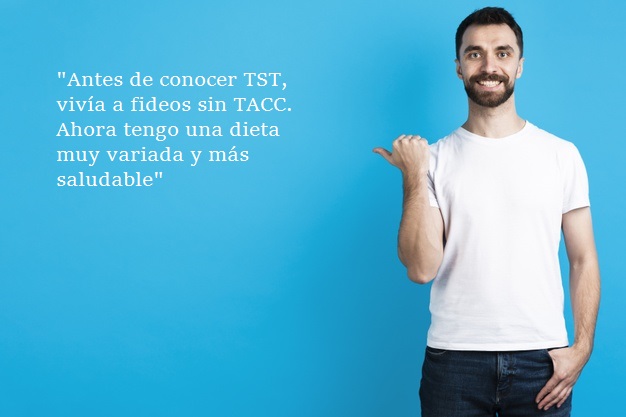 "Antes de conocer TST,
vivía a fideos sin TACC.
Ahora tengo una dieta
muy variada y más
saludable"